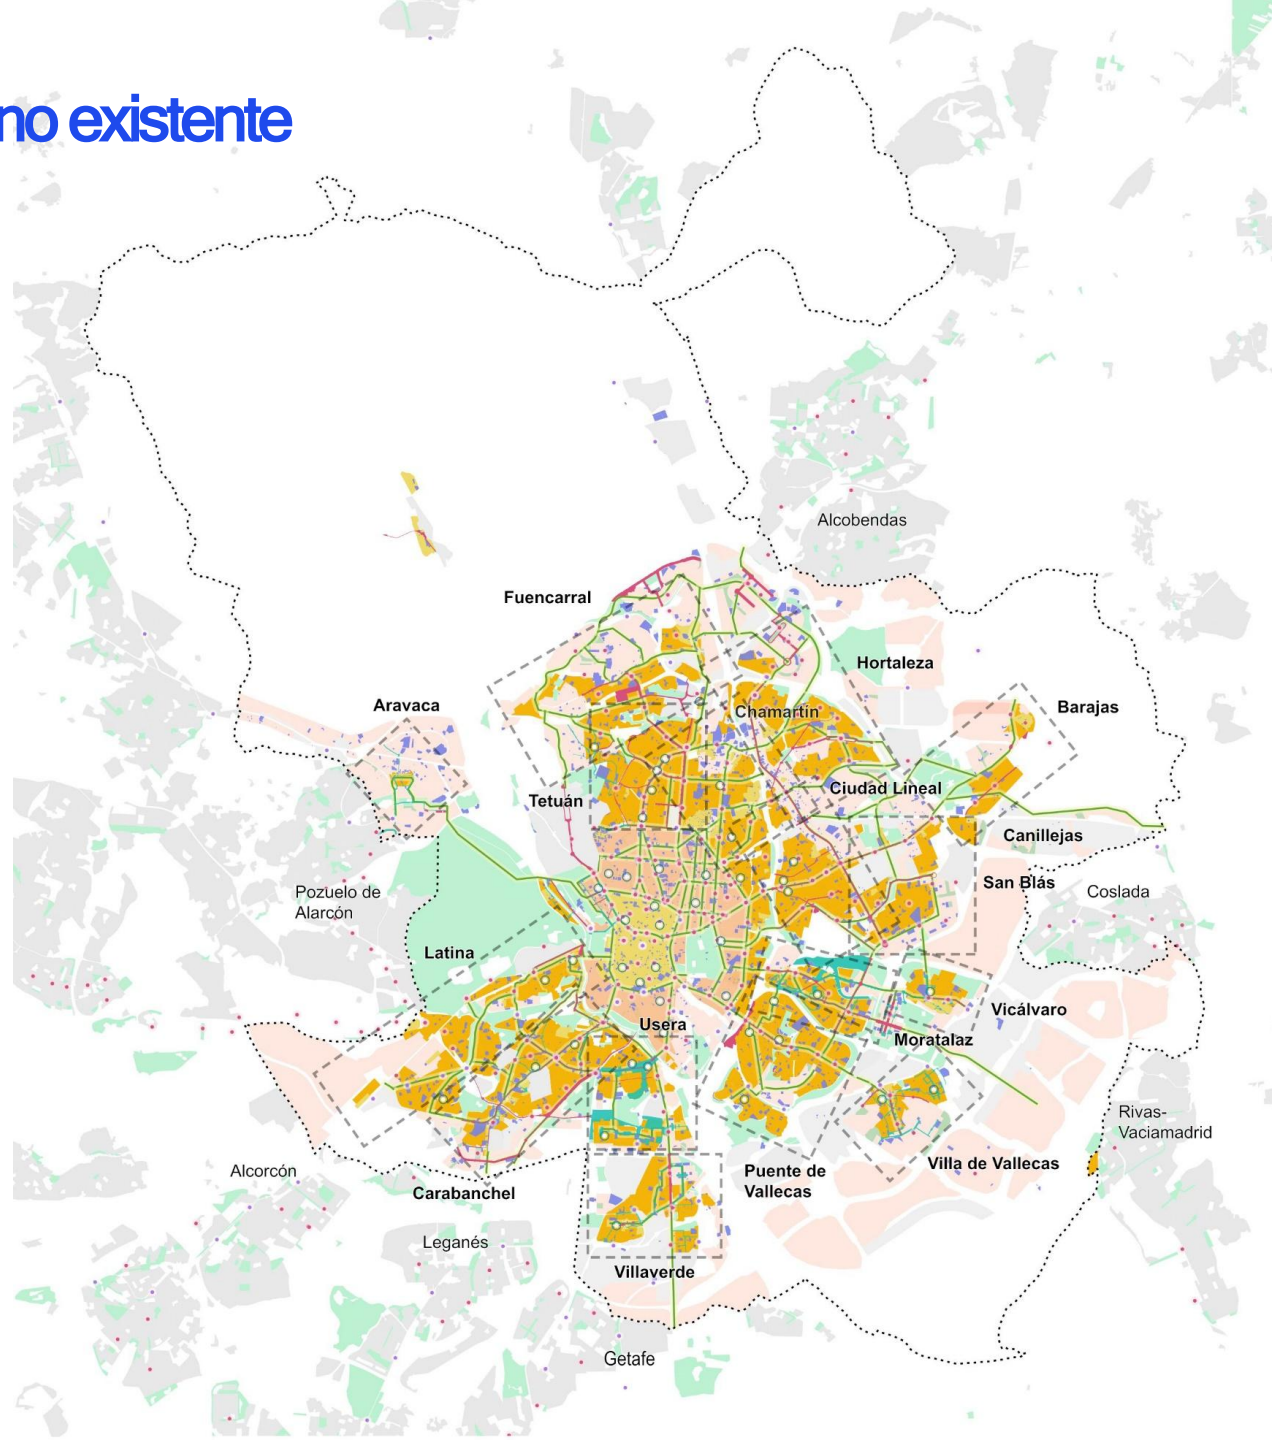 no existente
Alcobendas
Fuencarral
Hortaleza
Aravaca
Barajas
Chamartín
Ciudad Lineal
Tetuán
Canillejas
San Blás
Pozuelo de
Alarcón
Coslada
Latina
Vicálvaro
Usera
Moratalaz
Rivas-
Vaciamadrid
Alcorcón
Villa de Vallecas
Puente de
Vallecas
Carabanchel
Leganés
Villaverde
Getafe